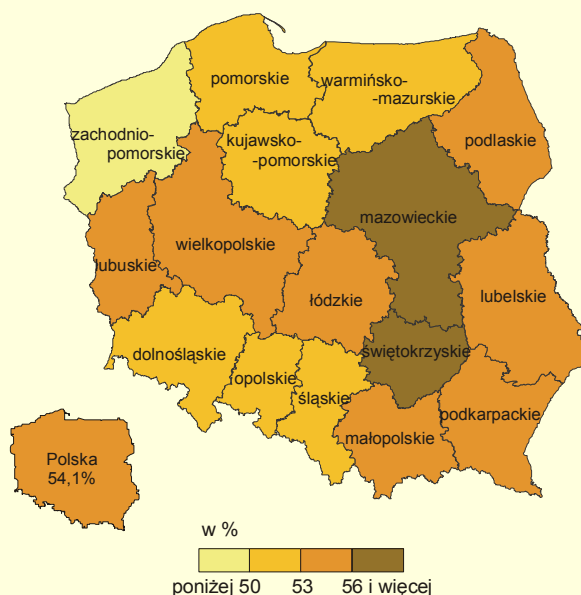 pomorskie
warmińsko-
-mazurskie
zachodnio-
pomorskie
kujawsko-
-pomorskie
podlaskie
mazowieckie
wielkopolskie
lubuskie
łódzkie
lubelskie
dolnośląskie
opolskie
śląskie
świętokrzyskie
małopolskie
podkarpackie
Polska
54,1%
w %
poniżej 50 53 56 i więcej